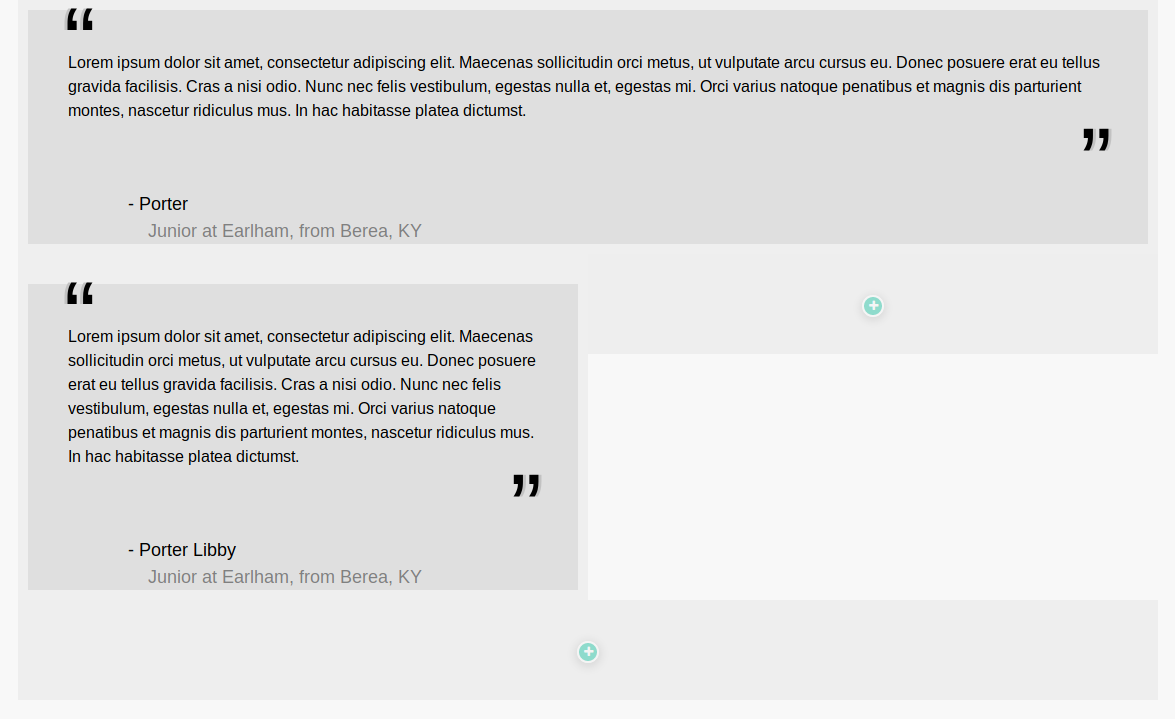 “
Lorem ipsum dolor sit amet, consectetur adipiscing elit. Maecenas sollicitudin orci metus, ut vulputate arcu cursus eu. Donec posuere erat eu tellus
gravida facilisis. Cras a nisi odio. Nunc nec felis vestibulum, egestas nulla et, egestas mi. Orci varius natoque penatibus et magnis dis parturient
montes, nascetur ridiculus mus. In hac habitasse platea dictumst.
”
- Porter
Junior at Earlham, from Berea, KY
“
Lorem ipsum dolor sit amet, consectetur adipiscing elit. Maecenas
sollicitudin orci metus, ut vulputate arcu cursus eu. Donec posuere
erat eu tellus gravida facilisis. Cras a nisi odio. Nunc nec felis
vestibulum, egestas nulla et, egestas mi. Orci varius natoque
penatibus et magnis dis parturient montes, nascetur ridiculus mus.
In hac habitasse platea dictumst.
”
- Porter Libby
Junior at Earlham, from Berea, KY